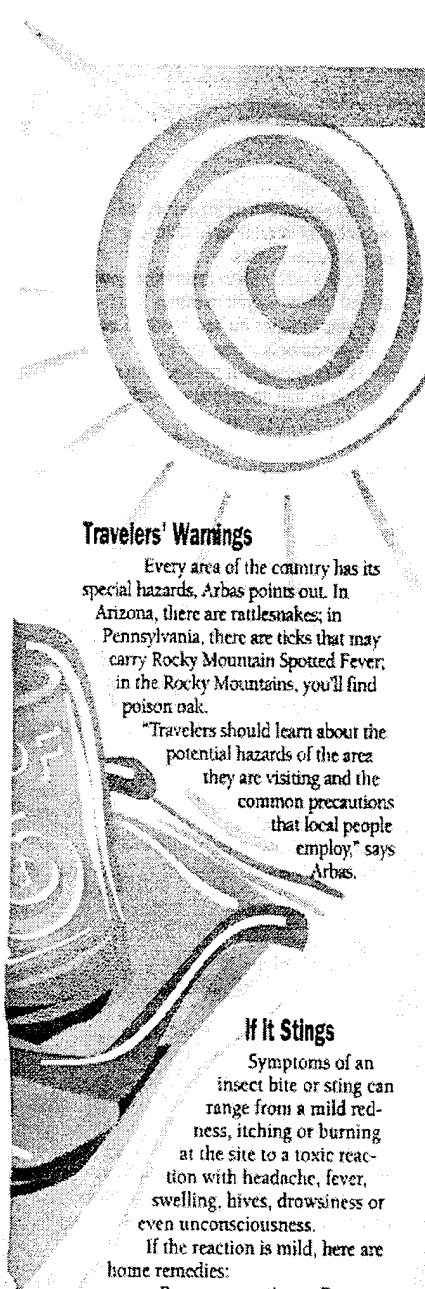 Travelers' Warnings
Every area of the country has its
special hazards, Arbas points out. In
Arizona, there are rattlesnakes; in
Pennsylvania, there are ticks that may
carry Rocky Mountain Spotted Fever;
in the Rocky Mountains, you'll find
poison oak.
"Travelers should learn about the
potential hazards of the area
they are visiting and the
common precautions
that local people
employ," says
Arbas.
If It Stings
Symptoms of an
insect bite or sting can
range from a mild red-
ness, itching or burning
at the site to a toxic reac-
tion with headache, fever,
swelling, hives, drowsiness or
even unconsciousness.
If the reaction is mild, here are
home remedies: